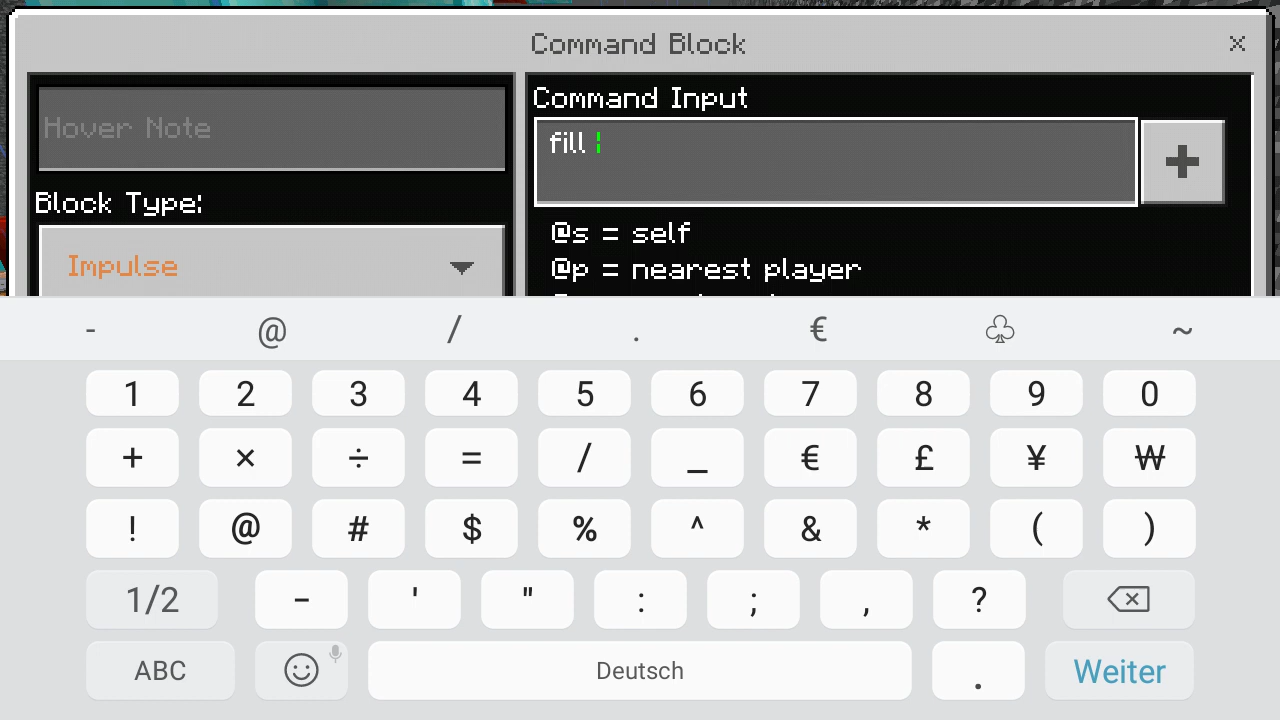 Command Block
Hover Note
Block Type:
Impulse
Command Input
fill
@s = self
@p = nearest player
- @ / . € ♧ ~
1 2 3 4 5 6 7 8 9 0
+ × ÷ = / _ € £ ¥ ₩
! @ # $ % ^ & * ( )
1/2 - ' " : ; , ?
ABC Deutsch . Weiter